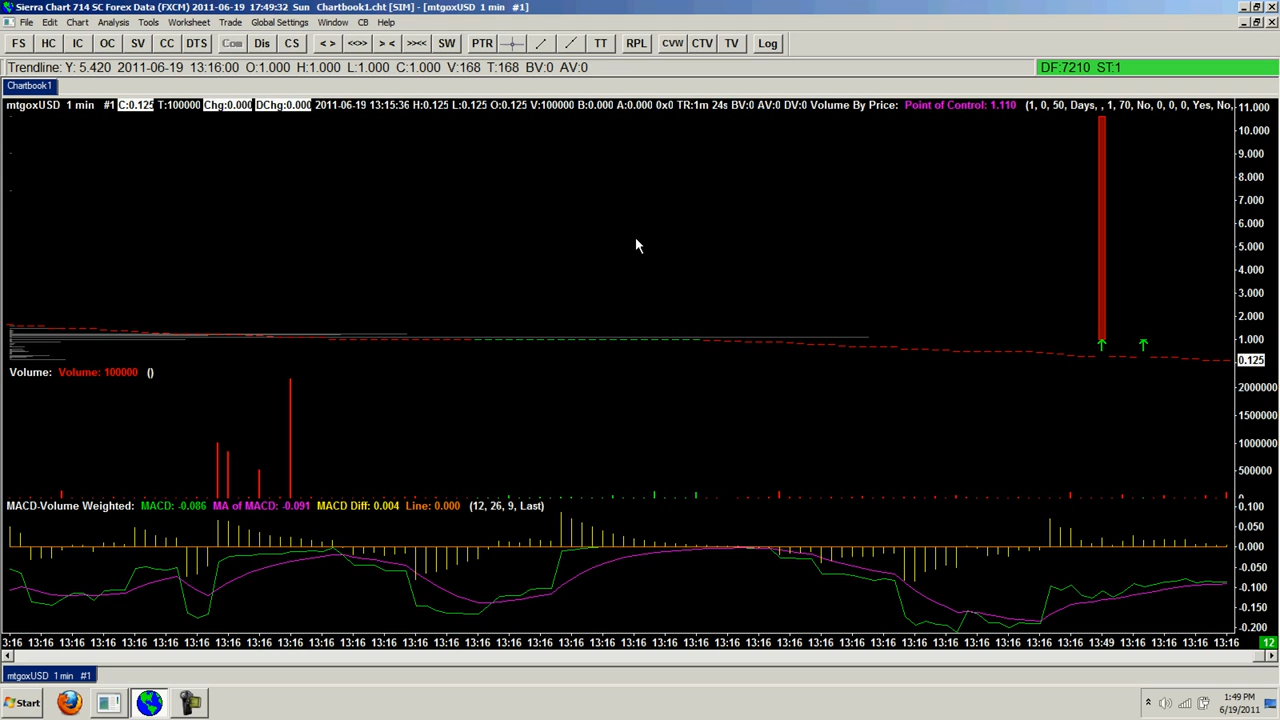 Sierra Chart 714 SC Forex Data (FXCM) 2011-06-19 17:49:32 Sun Chartbook1.cht [SIM] - [mtgoxUSD 1 min #1]
File Edit Chart Analysis Tools Worksheet Trade Global Settings Window CB Help
FS HC IC OC SV CC DTS Com Dis CS < > <<>> > < >><< SW PTR TT RPL CVW CTV TV Log
Trendline: Y: 5.420 2011-06-19 13:16:00 O:1.000 H:1.000 L:1.000 C:1.000 V:168 T:168 BV:0 AV:0 DF:7210 ST:1
Chartbook1
mtgoxUSD 1 min #1 C:0.125 T:100000 Chg:0.000 DChg:0.000 2011-06-19 13:15:36 H:0.125 L:0.125 O:0.125 V:100000 B:0.000 A:0.000 0x0 TR:1m 24s BV:0 AV:0 DV:0 Volume By Price: Point of Control: 1.110 (1, 0, 50, Days, , 1, 70, No, 0, 0, 0, Yes, No, 11.000
10.000
9.000
8.000
7.000
6.000
5.000
4.000
3.000
2.000
1.000
0.125
Volume: Volume: 100000 ()
2000000
1500000
1000000
500000
0
MACD-Volume Weighted: MACD: -0.086 MA of MACD: -0.091 MACD Diff: 0.004 Line: 0.000 (12, 26, 9, Last) 0.100
0.050
0.000
-0.050
-0.100
-0.150
-0.200
3:16 13:16 13:16 13:16 13:16 13:16 13:16 13:16 13:16 13:16 13:16 13:16 13:16 13:16 13:16 13:16 13:16 13:16 13:16 13:16 13:16 13:16 13:16 13:16 13:16 13:16 13:16 13:16 13:16 13:16 13:16 13:16 13:16 13:16 13:16 13:49 13:16 13:16 13:16 13:16 12
mtgoxUSD 1 min #1
Start 1:49 PM
6/19/2011